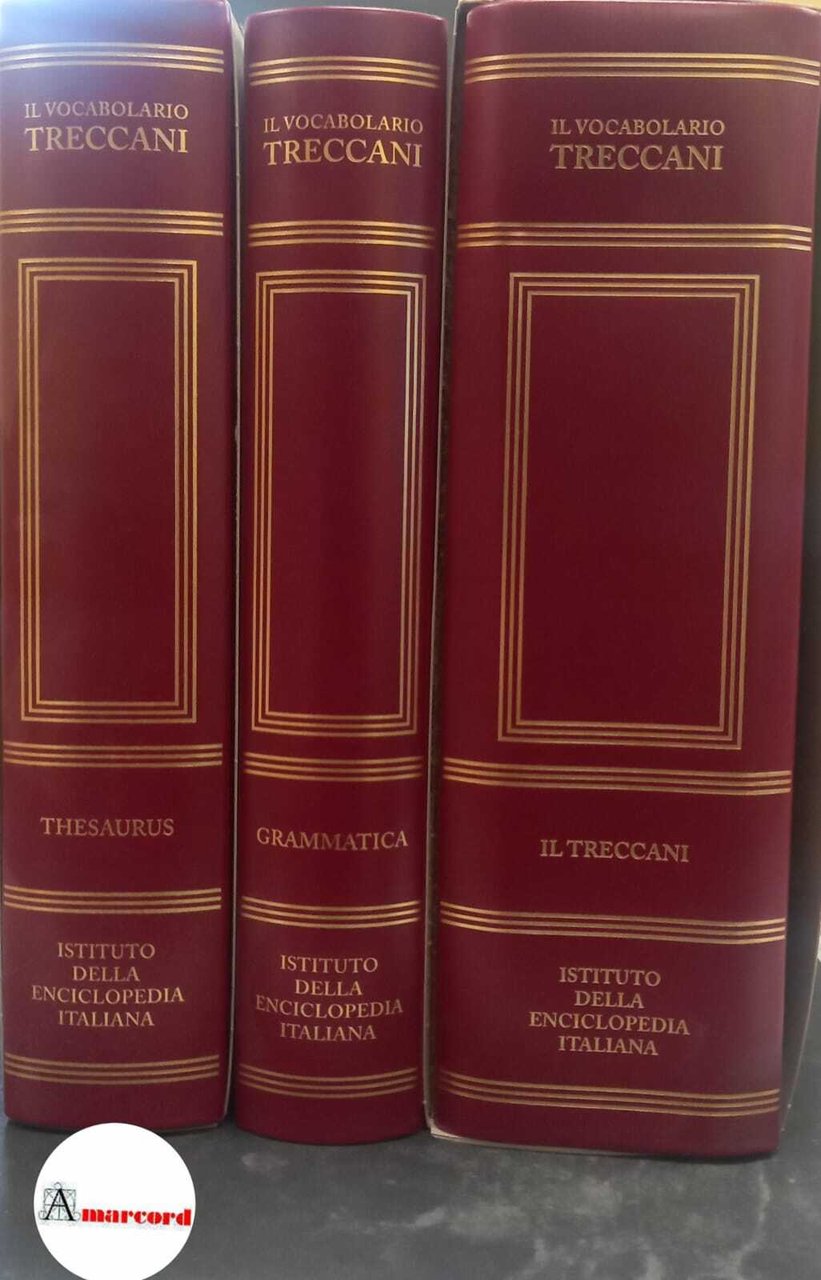 IL VOCABOLARIO
TRECCANI
THESAURUS
ISTITUTO
DELLA
ENCICLOPEDIA
ITALIANA
IL VOCABOLARIO
TRECCANI
GRAMMATICA
ISTITUTO
DELLA
ENCICLOPEDIA
ITALIANA
IL VOCABOLARIO
TRECCANI
IL TRECCANI
ISTITUTO
DELLA
ENCICLOPEDIA
ITALIANA
Amarcord